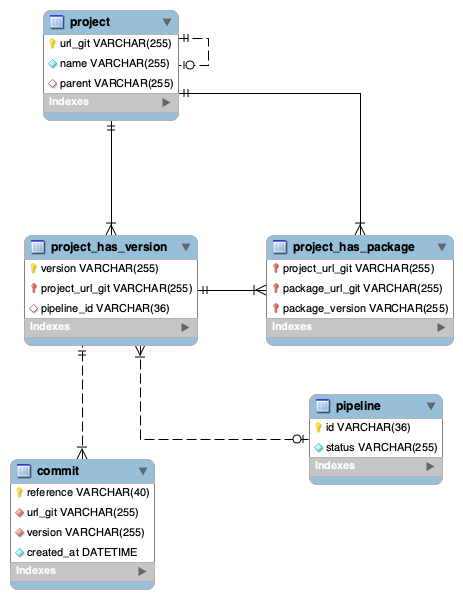 project
url_git VARCHAR(255)
name VARCHAR(255)
parent VARCHAR(255)
Indexes
project_has_version
version VARCHAR(255)
project_url_git VARCHAR(255)
pipeline_id VARCHAR(36)
Indexes
project_has_package
project_url_git VARCHAR(255)
package_url_git VARCHAR(255)
package_version VARCHAR(255)
Indexes
pipeline
id VARCHAR(36)
status VARCHAR(255)
Indexes
commit
reference VARCHAR(40)
url_git VARCHAR(255)
version VARCHAR(255)
created_at DATETIME
Indexes